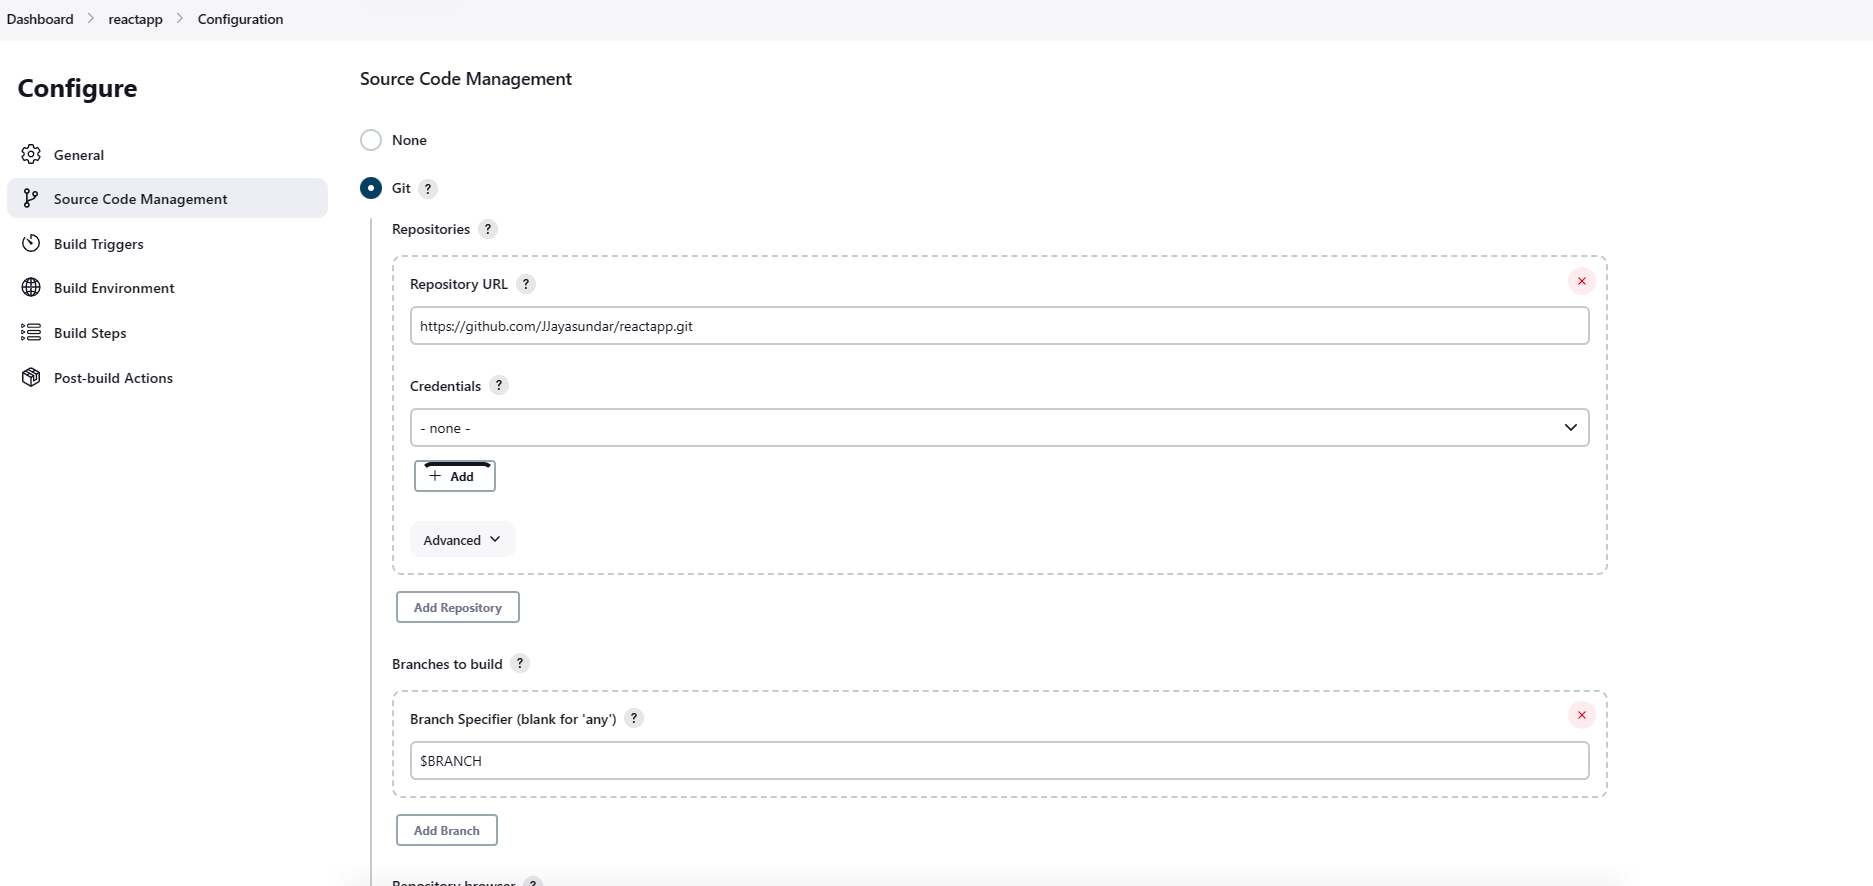 Dashboard > reactapp > Configuration
Configure
General
Source Code Management
Build Triggers
Build Environment
Build Steps
Post-build Actions
Source Code Management
None
Git ?
Repositories ?
Repository URL ?
https://github.com/JJayasundar/reactapp.git
Credentials ?
- none -
+ Add
Advanced
Add Repository
Branches to build ?
Branch Specifier (blank for 'any') ?
$BRANCH
Add Branch
Repository browser ?